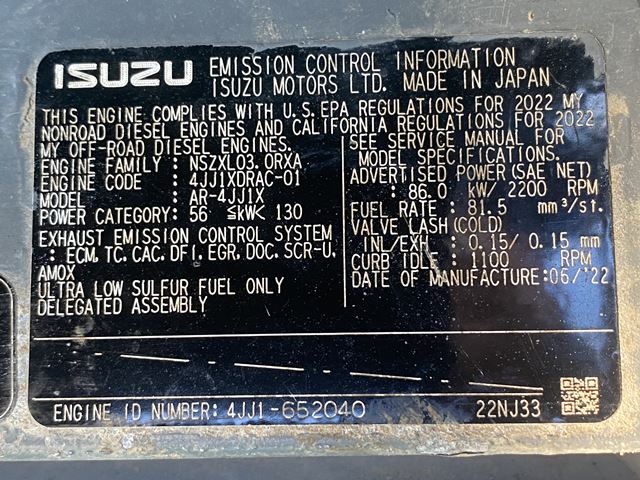 ISUZU EMISSION CONTROL INFORMATION
ISUZU MOTORS LTD. MADE IN JAPAN
THIS ENGINE COMPLIES WITH U.S.EPA REGULATIONS FOR 2022 MY
NONROAD DIESEL ENGINES AND CALIFORNIA REGULATIONS FOR 2022
MY OFF-ROAD DIESEL ENGINES.
ENGINE FAMILY : NSZXL03.0RXA
ENGINE CODE : 4JJ1XDRAC-01
MODEL : AR-4JJ1X
POWER CATEGORY: 56 ≦kW< 130
EXHAUST EMISSION CONTROL SYSTEM
: ECM, TC, CAC, DFI, EGR, DOC, SCR-U,
AMOX
ULTRA LOW SULFUR FUEL ONLY
DELEGATED ASSEMBLY
SEE SERVICE MANUAL FOR
MODEL SPECIFICATIONS.
ADVERTISED POWER(SAE NET)
: 86.0 kW/ 2200 RPM
FUEL RATE : 81.5 mm³/st.
VALVE LASH (COLD)
INL/EXH : 0.15/ 0.15 mm
CURB IDLE : 1100 RPM
DATE OF MANUFACTURE:06/'22
ENGINE ID NUMBER: 4JJ1-652040 22NJ33